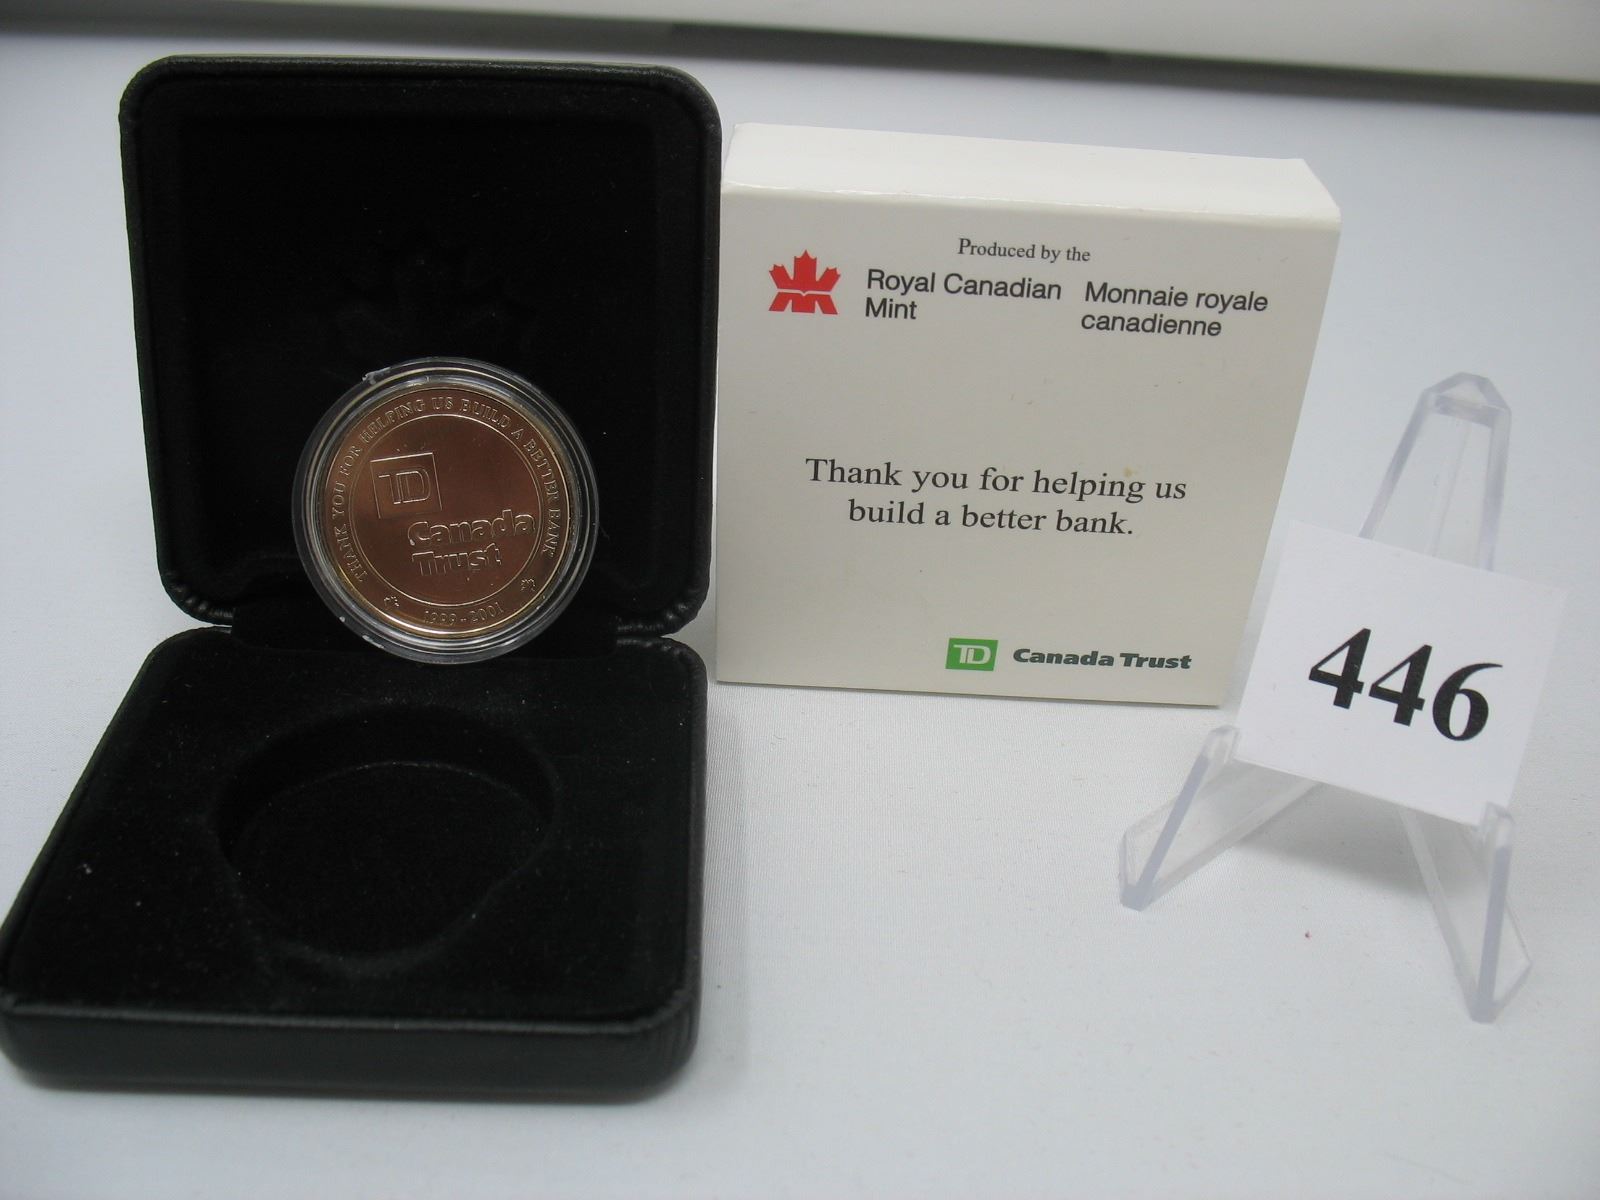 THANK YOU FOR HELPING US BUILD A BETTER BANK
TD
Canada
Trust
1999 - 2001
Produced by the
Royal Canadian
Mint
Monnaie royale
canadienne
Thank you for helping us
build a better bank.
TD Canada Trust
446